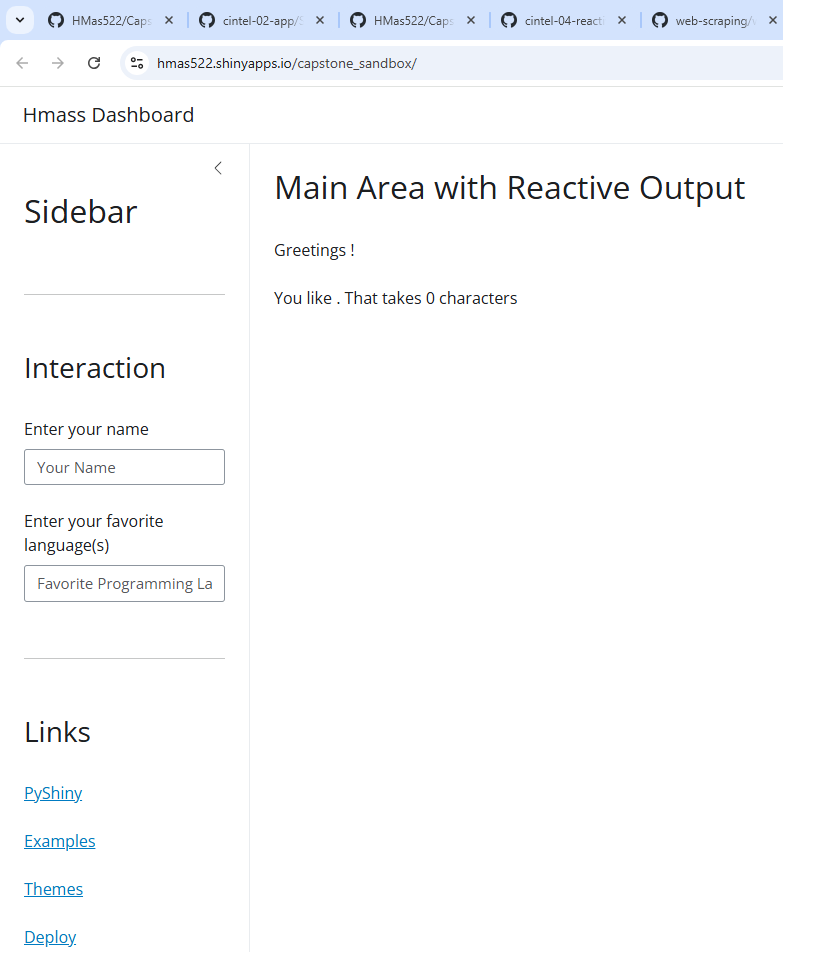 HMas522/Caps
cintel-02-app/
HMas522/Caps
cintel-04-reacti
web-scraping/
hmas522.shinyapps.io/capstone_sandbox/
Hmass Dashboard
Sidebar
Interaction
Enter your name
Your Name
Enter your favorite
language(s)
Favorite Programming La
Links
PyShiny
Examples
Themes
Deploy
Main Area with Reactive Output
Greetings !
You like . That takes 0 characters